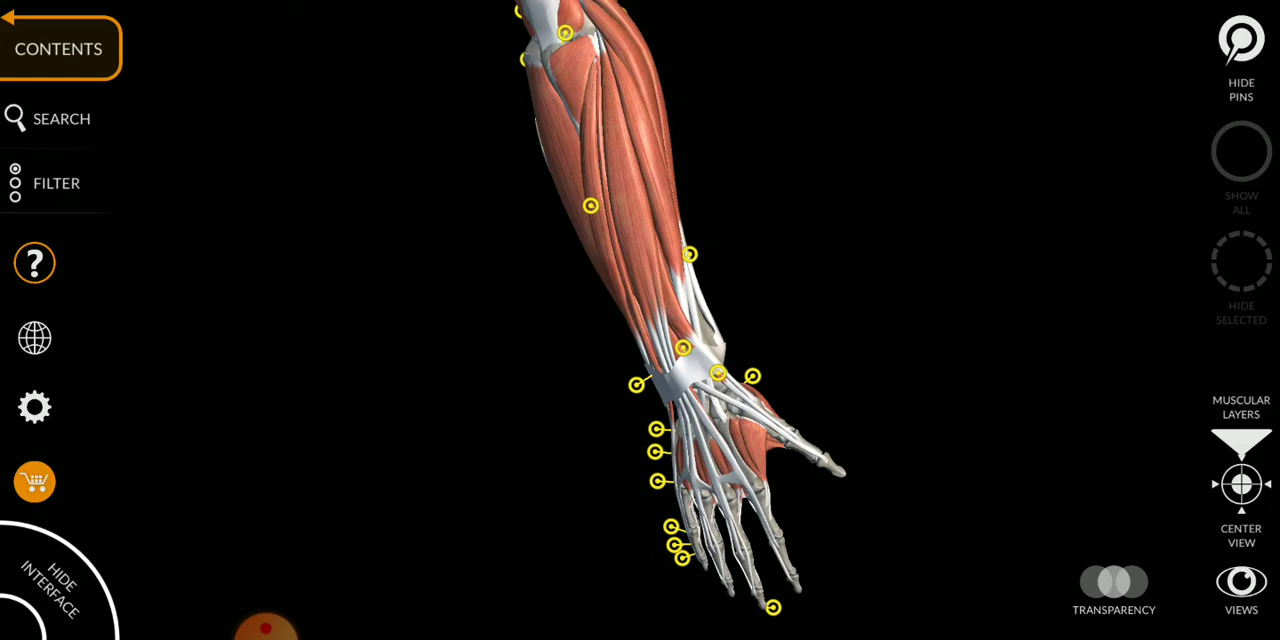 CONTENTS
SEARCH
FILTER
?
HIDE
INTERFACE
HIDE
PINS
SHOW
ALL
HIDE
SELECTED
MUSCULAR
LAYERS
CENTER
VIEW
TRANSPARENCY
VIEWS